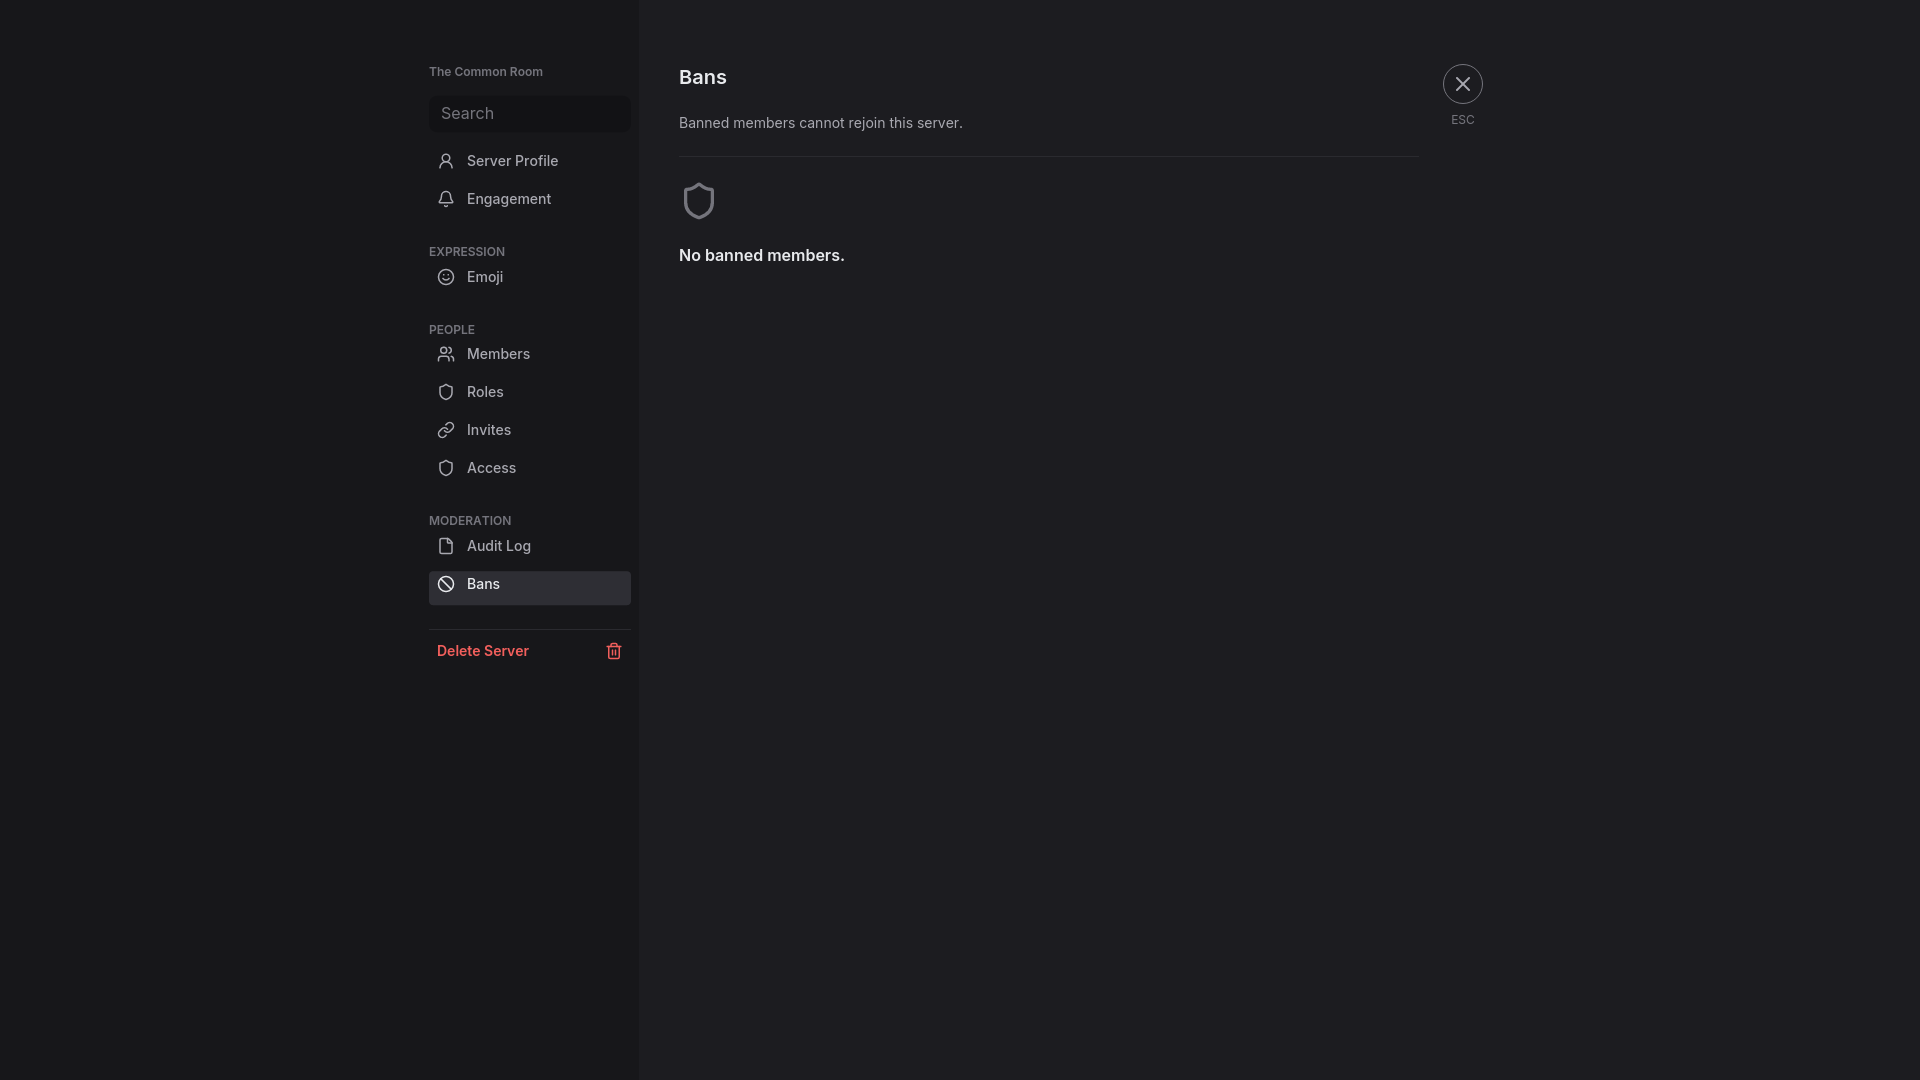 The Common Room
Search
Server Profile
Engagement
EXPRESSION
Emoji
PEOPLE
Members
Roles
Invites
Access
MODERATION
Audit Log
Bans
Delete Server
Bans
Banned members cannot rejoin this server.
No banned members.
ESC